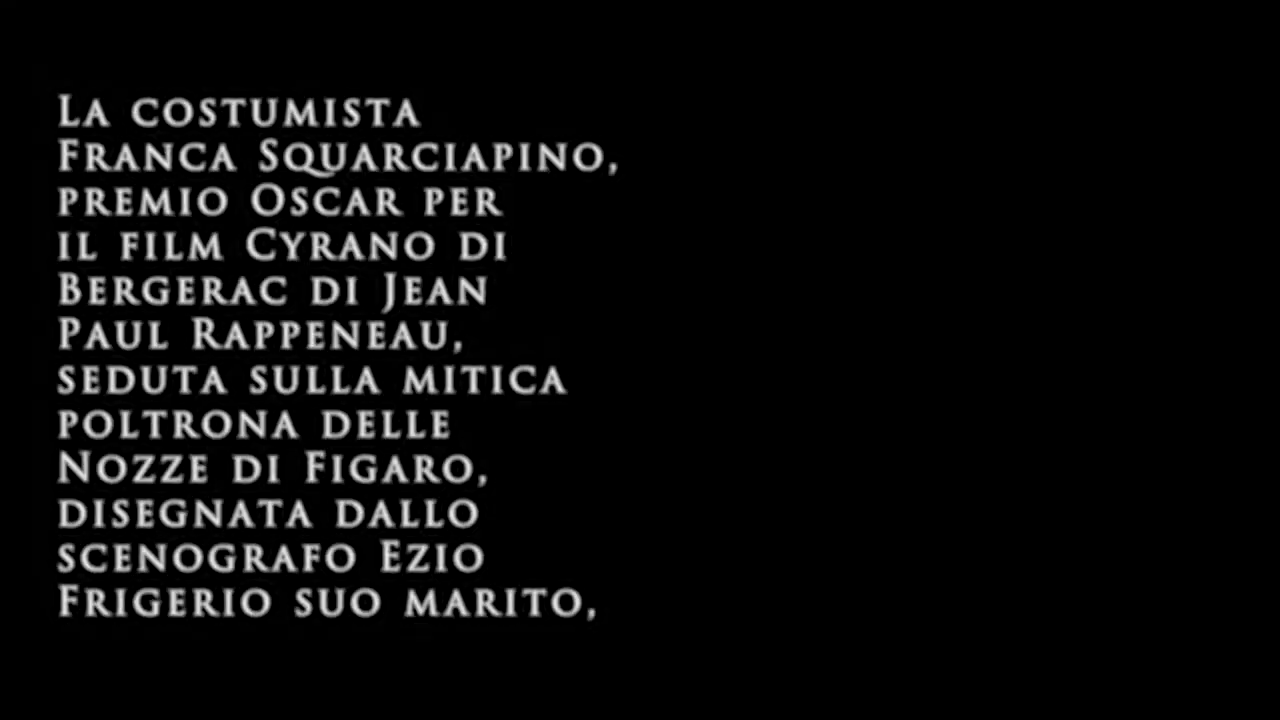 La costumista
Franca Squarciapino,
premio Oscar per
il film Cyrano di
Bergerac di Jean
Paul Rappeneau,
seduta sulla mitica
poltrona delle
Nozze di Figaro,
disegnata dallo
scenografo Ezio
Frigerio suo marito,